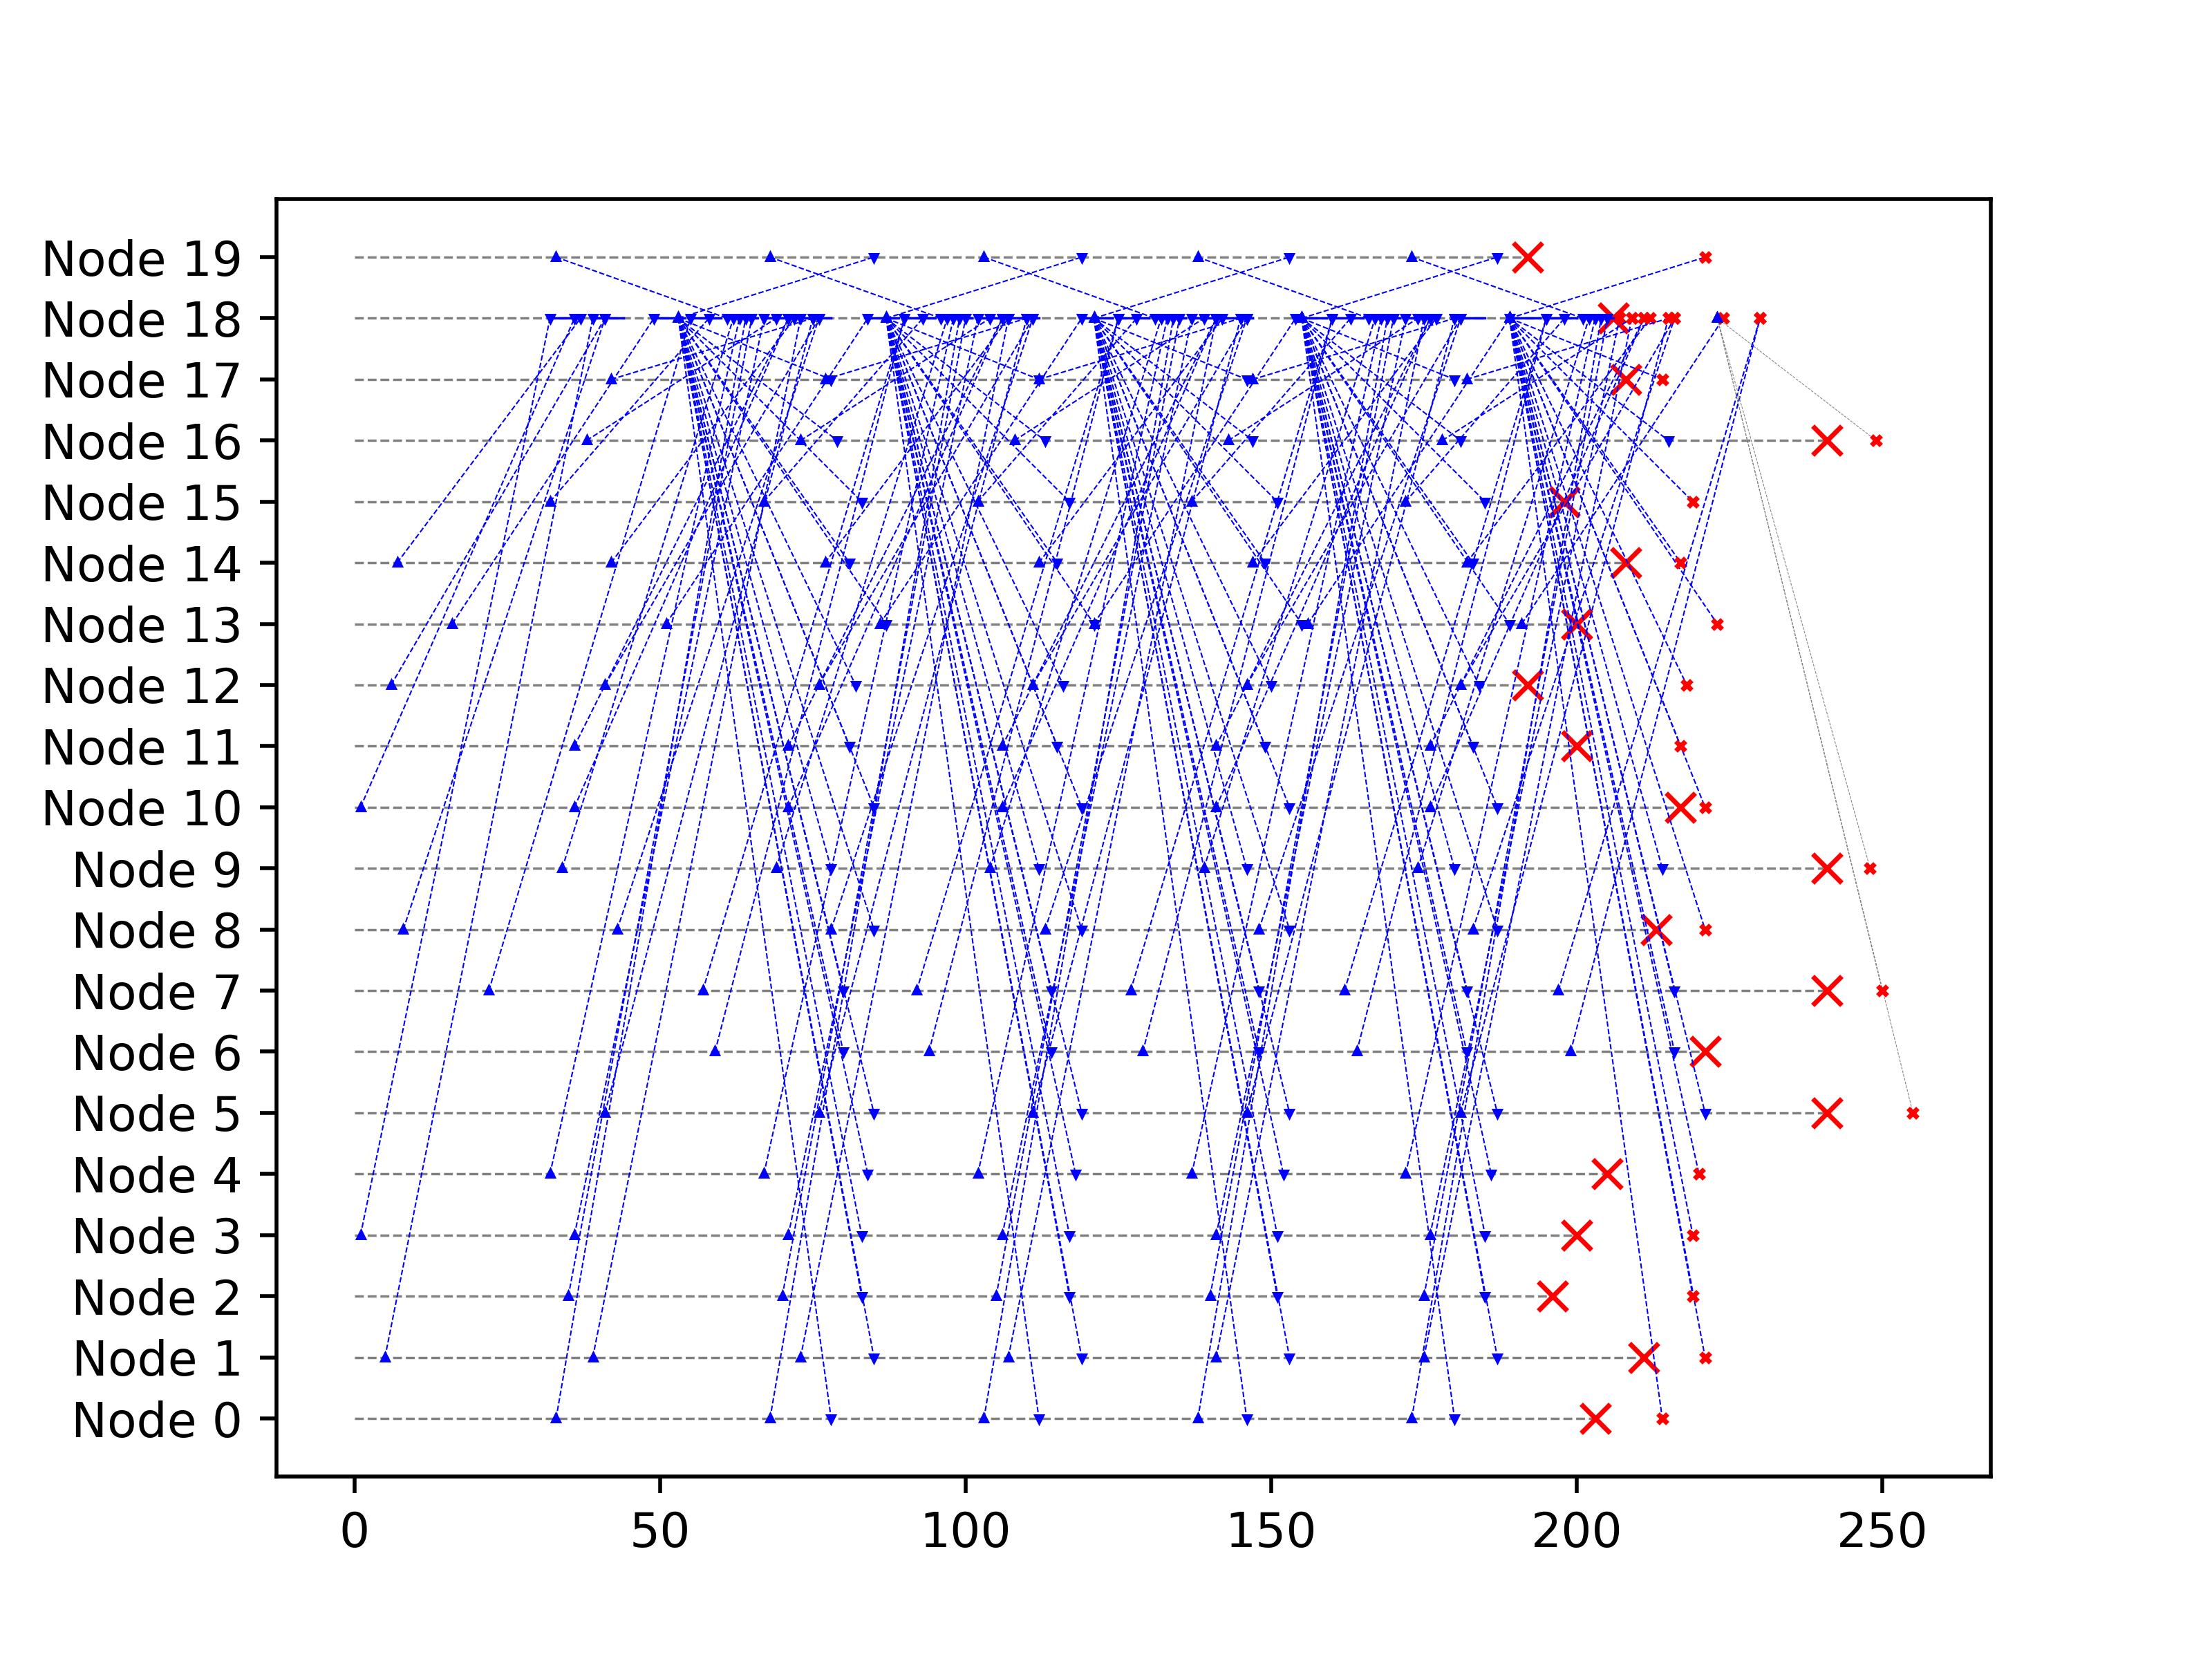 Node 19
Node 18
Node 17
Node 16
Node 15
Node 14
Node 13
Node 12
Node 11
Node 10
Node 9
Node 8
Node 7
Node 6
Node 5
Node 4
Node 3
Node 2
Node 1
Node 0
0 50 100 150 200 250